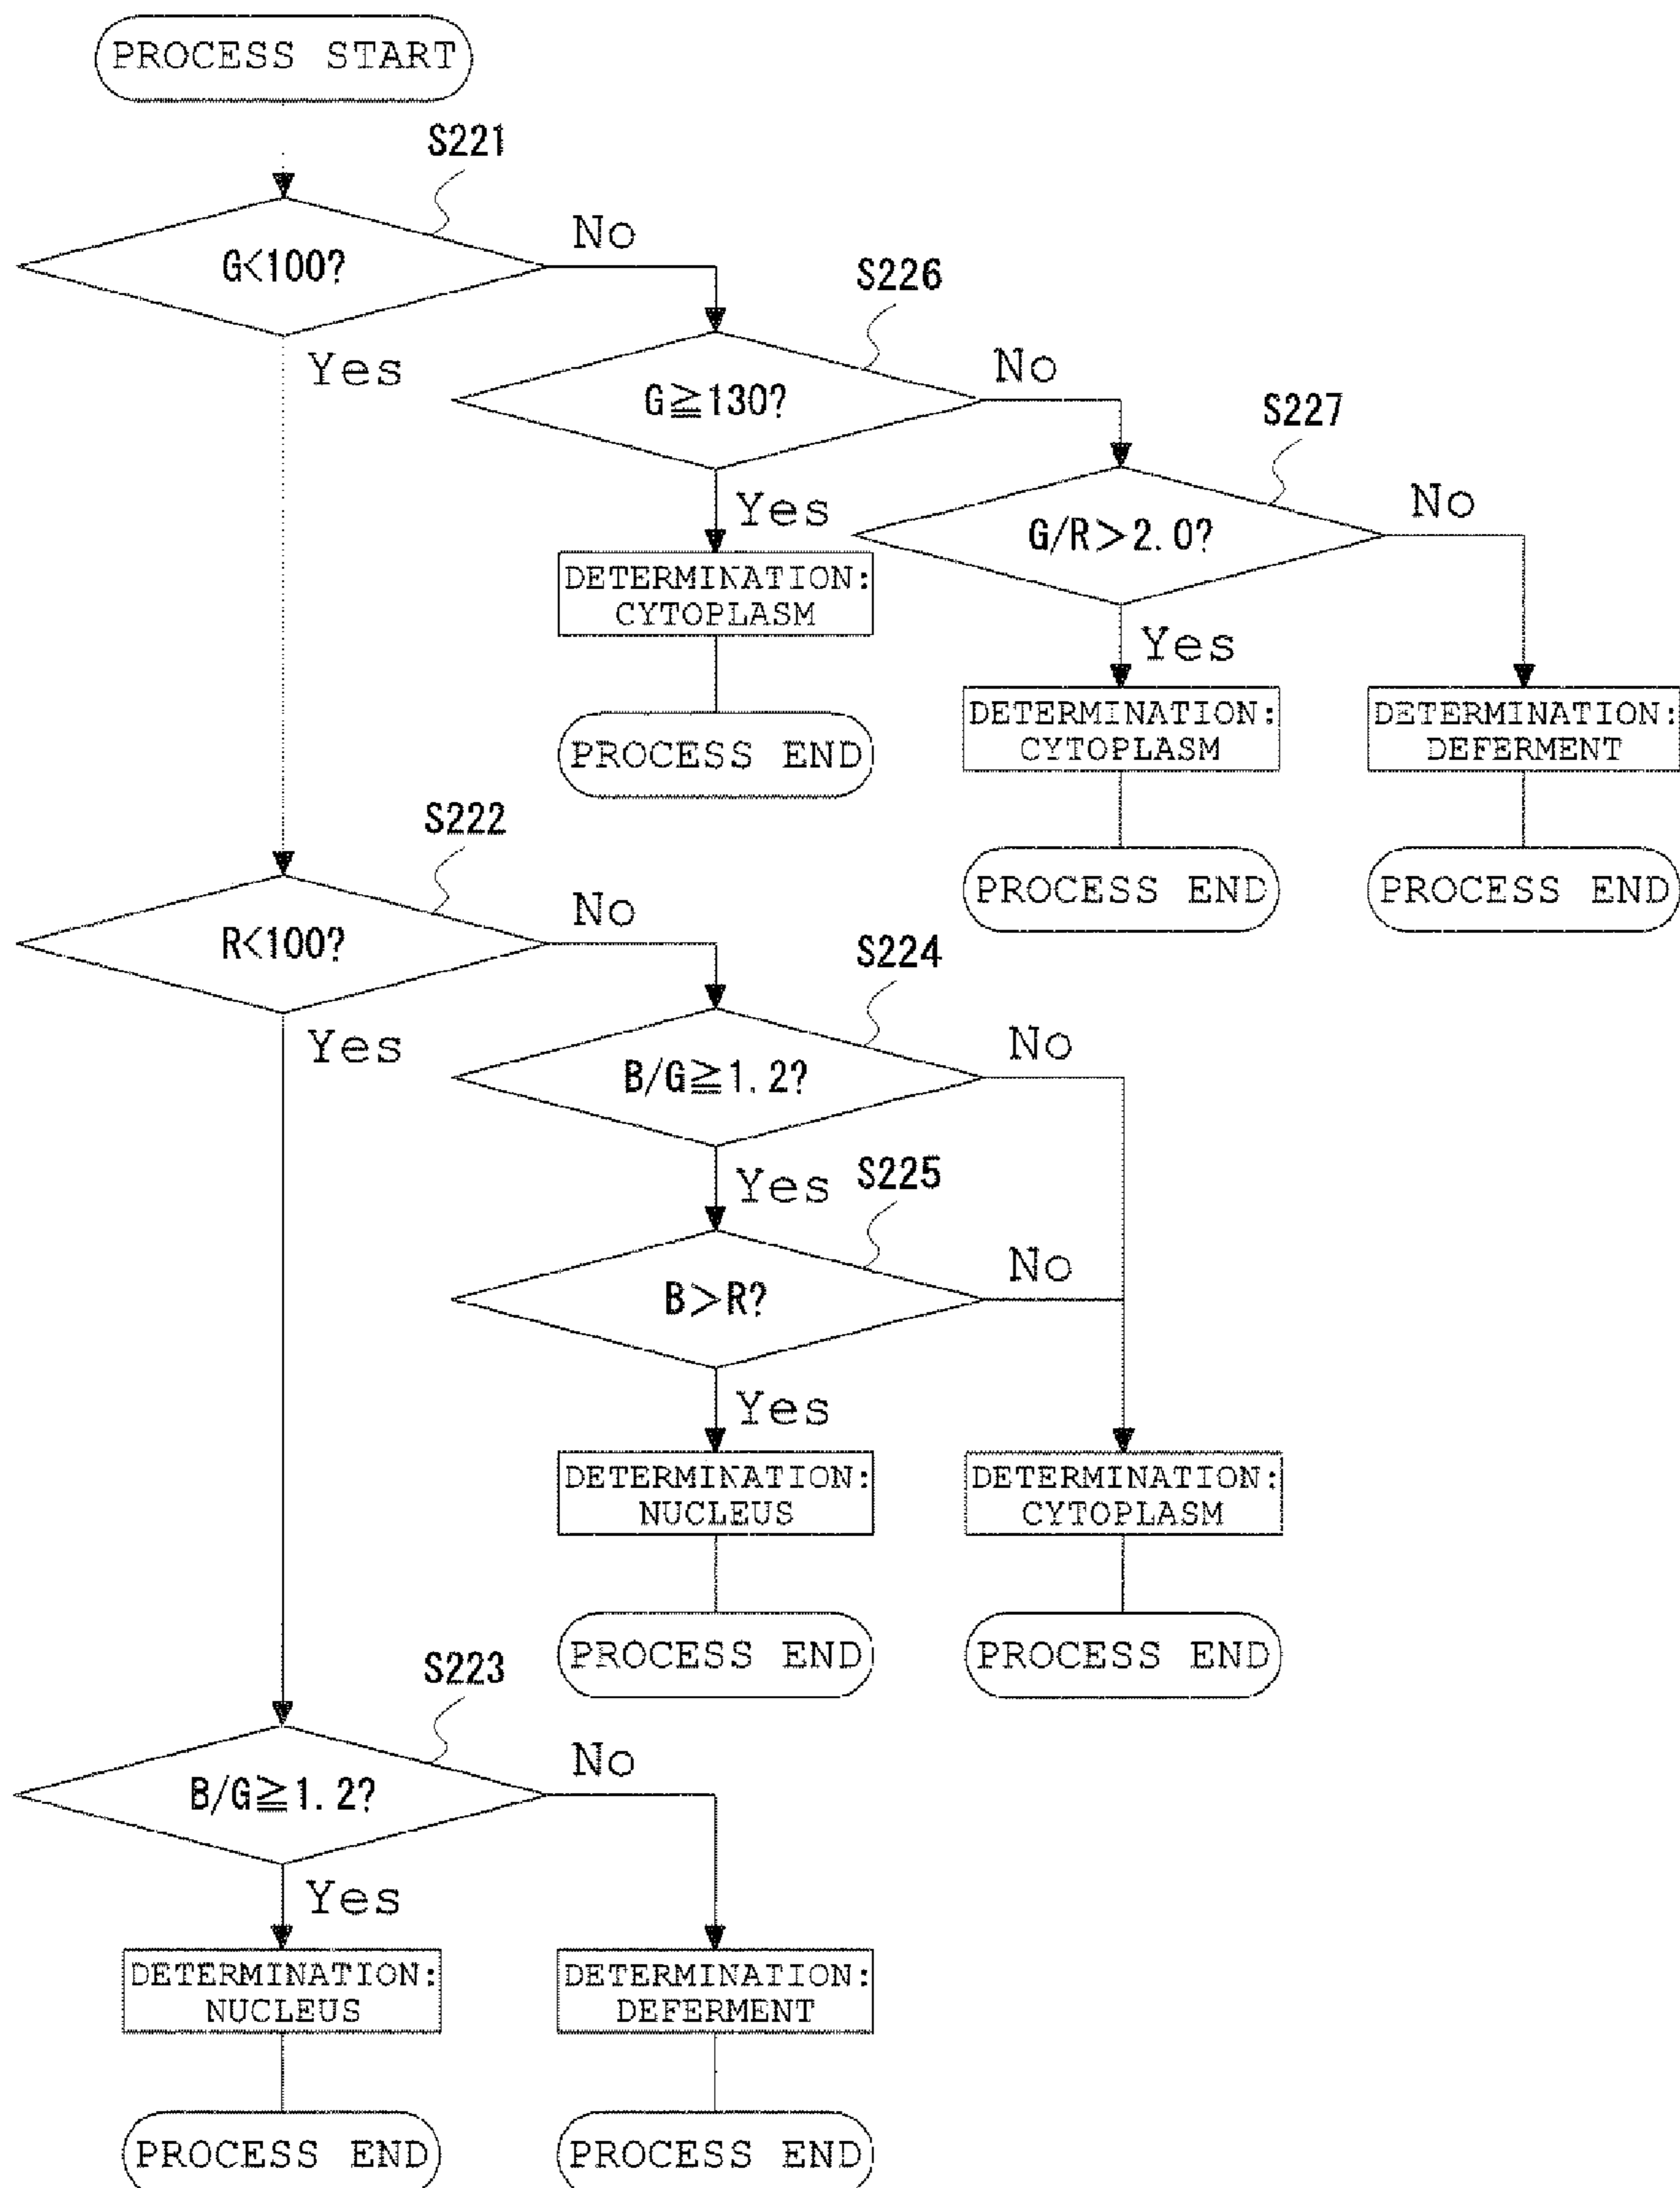 PROCESS START
S221
G<100?
No
Yes
S226
G≧130?
No
Yes
S227
G/R>2.0?
No
Yes
DETERMINATION:
CYTOPLASM
PROCESS END
DETERMINATION:
CYTOPLASM
PROCESS END
DETERMINATION:
DEFERMENT
PROCESS END
S222
R<100?
No
Yes
S224
B/G≧1.2?
No
Yes
S225
B>R?
No
Yes
DETERMINATION:
NUCLEUS
PROCESS END
DETERMINATION:
CYTOPLASM
PROCESS END
S223
B/G≧1.2?
No
Yes
DETERMINATION:
NUCLEUS
PROCESS END
DETERMINATION:
DEFERMENT
PROCESS END